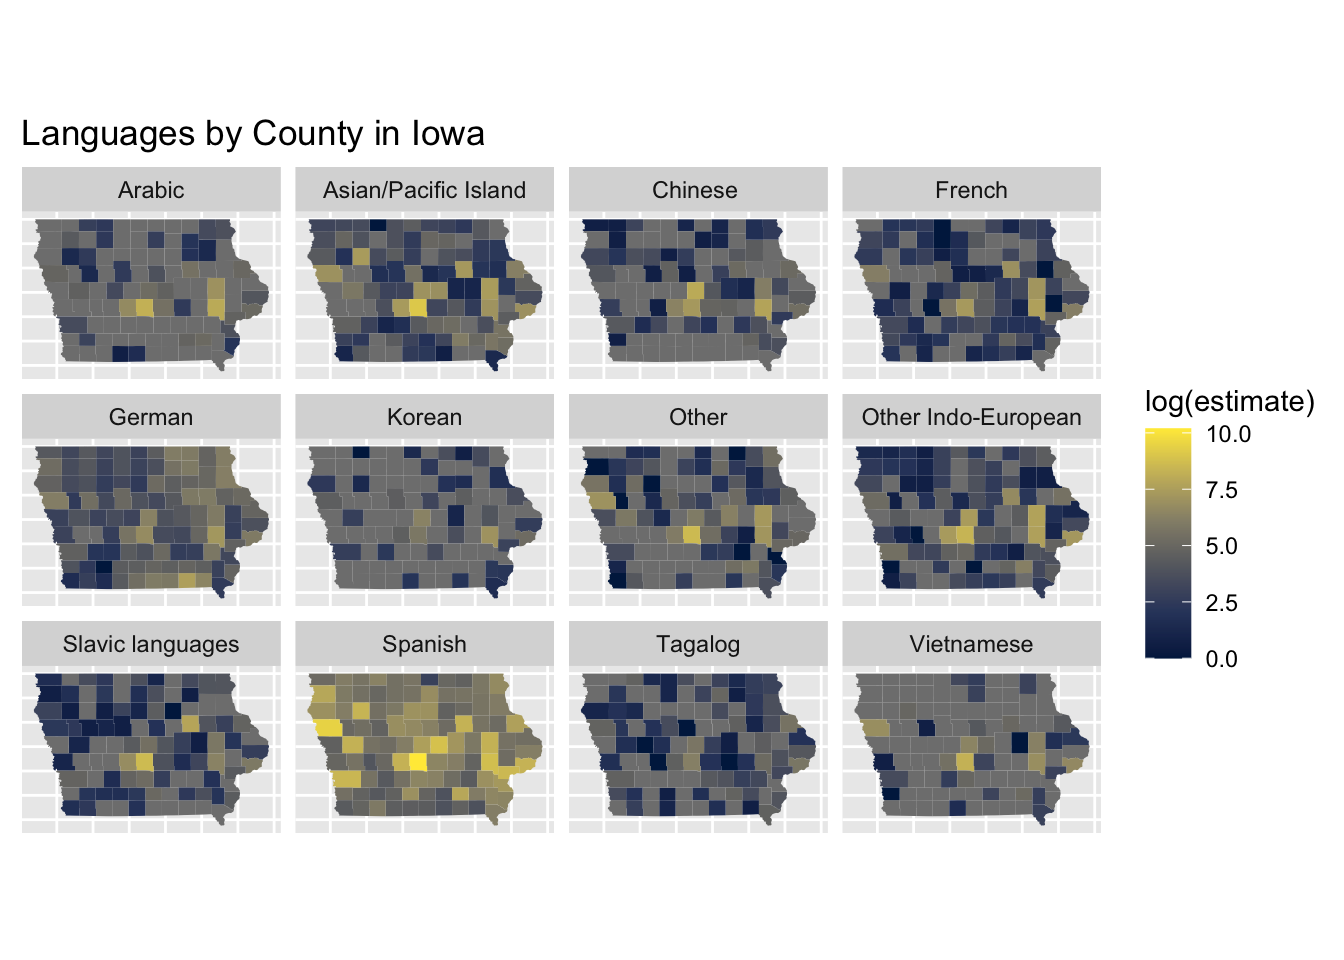 Languages by County in Iowa
Arabic
Asian/Pacific Island
Chinese
French
German
Korean
Other
Other Indo-European
Slavic languages
Spanish
Tagalog
Vietnamese
log(estimate)
10.0
7.5
5.0
2.5
0.0